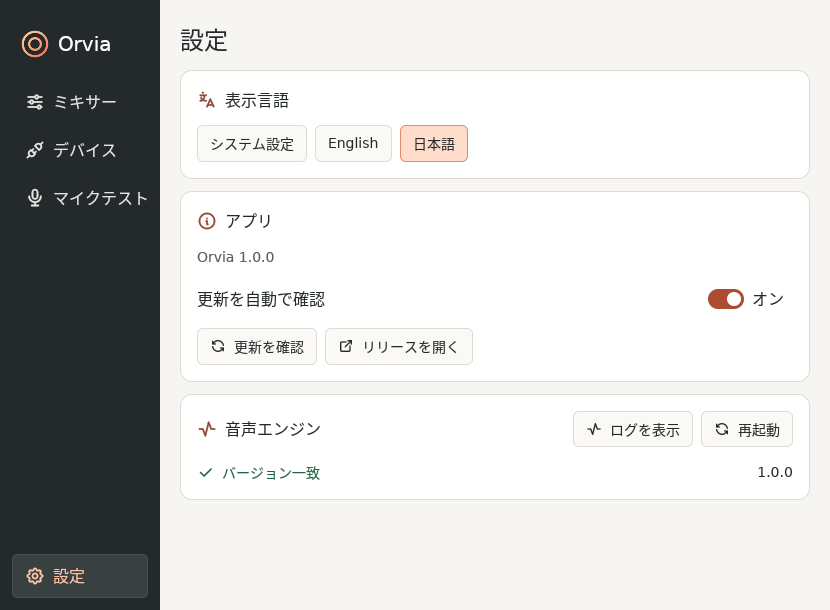 Orvia
ミキサー
デバイス
マイクテスト
設定
設定
表示言語
システム設定 English 日本語
アプリ
Orvia 1.0.0
更新を自動で確認 オン
更新を確認 リリースを開く
音声エンジン ログを表示 再起動
バージョン一致 1.0.0